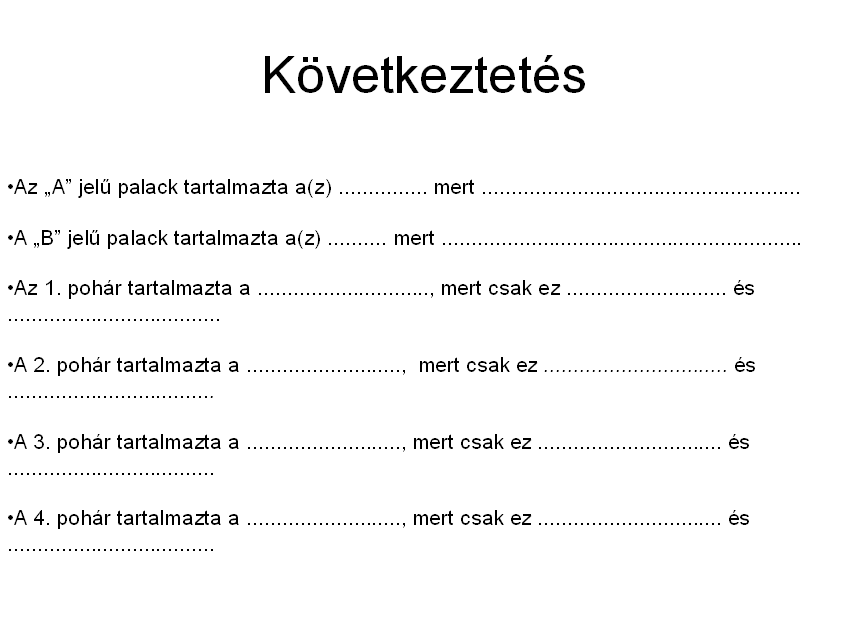 Következtetés
•Az „A” jelű palack tartalmazta a(z) ............... mert .....................................................
•A „B” jelű palack tartalmazta a(z) .......... mert ............................................................
•Az 1. pohár tartalmazta a ............................., mert csak ez ........................... és
....................................
•A 2. pohár tartalmazta a ..........................,  mert csak ez ............................... és
...................................
•A 3. pohár tartalmazta a .........................., mert csak ez ............................... és
...................................
•A 4. pohár tartalmazta a .........................., mert csak ez ............................... és
...................................